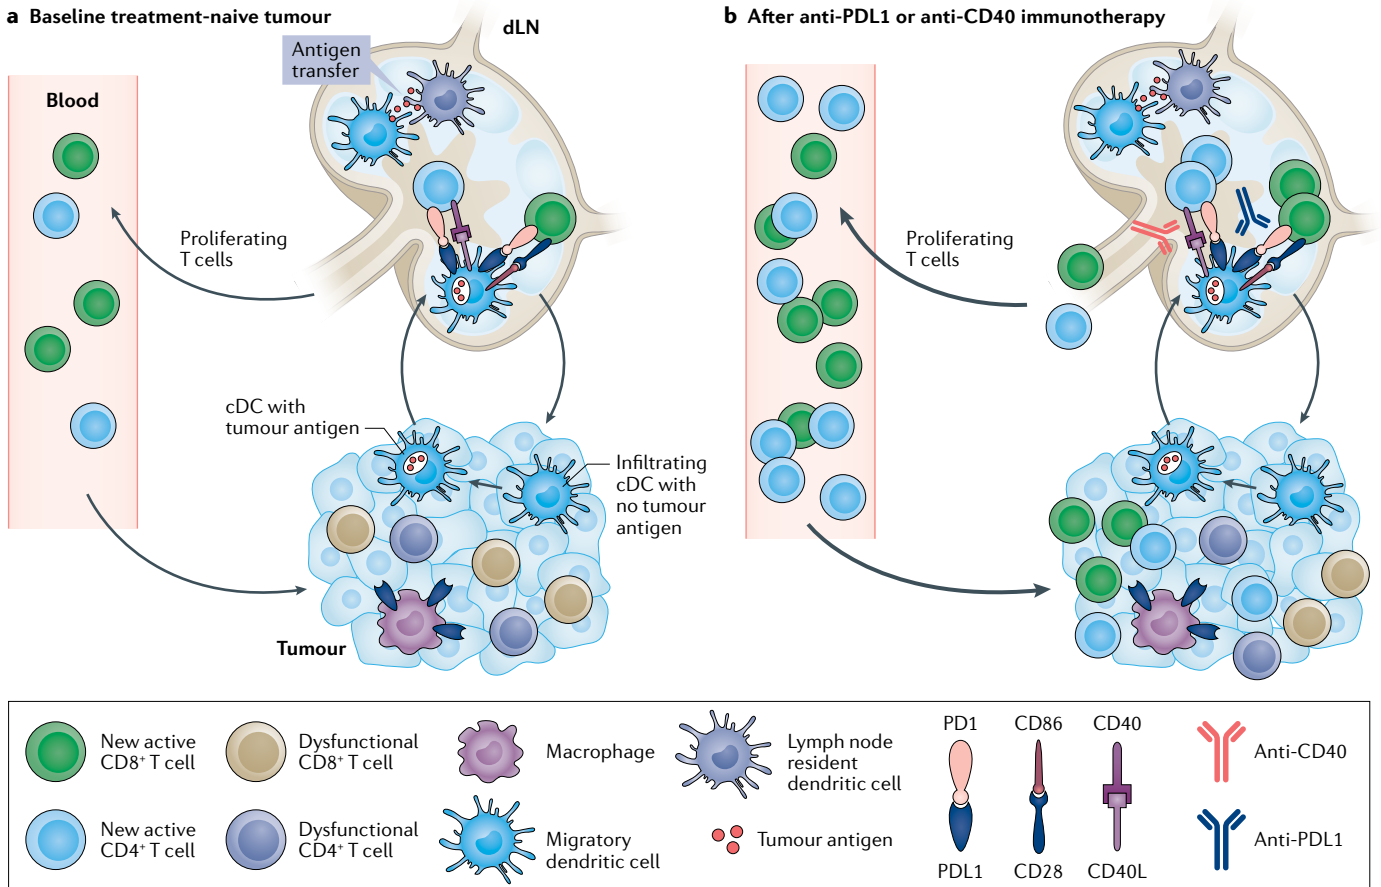 a Baseline treatment-naive tumour
dLN
Antigen
transfer
Blood
Proliferating
T cells
cDC with
tumour antigen
Infiltrating
cDC with
no tumour
antigen
Tumour
b After anti-PDL1 or anti-CD40 immunotherapy
Proliferating
T cells
New active
CD8⁺ T cell
Dysfunctional
CD8⁺ T cell
Macrophage
Lymph node
resident
dendritic cell
PD1
CD86
CD40
Anti-CD40
New active
CD4⁺ T cell
Dysfunctional
CD4⁺ T cell
Migratory
dendritic cell
Tumour antigen
PDL1
CD28
CD40L
Anti-PDL1